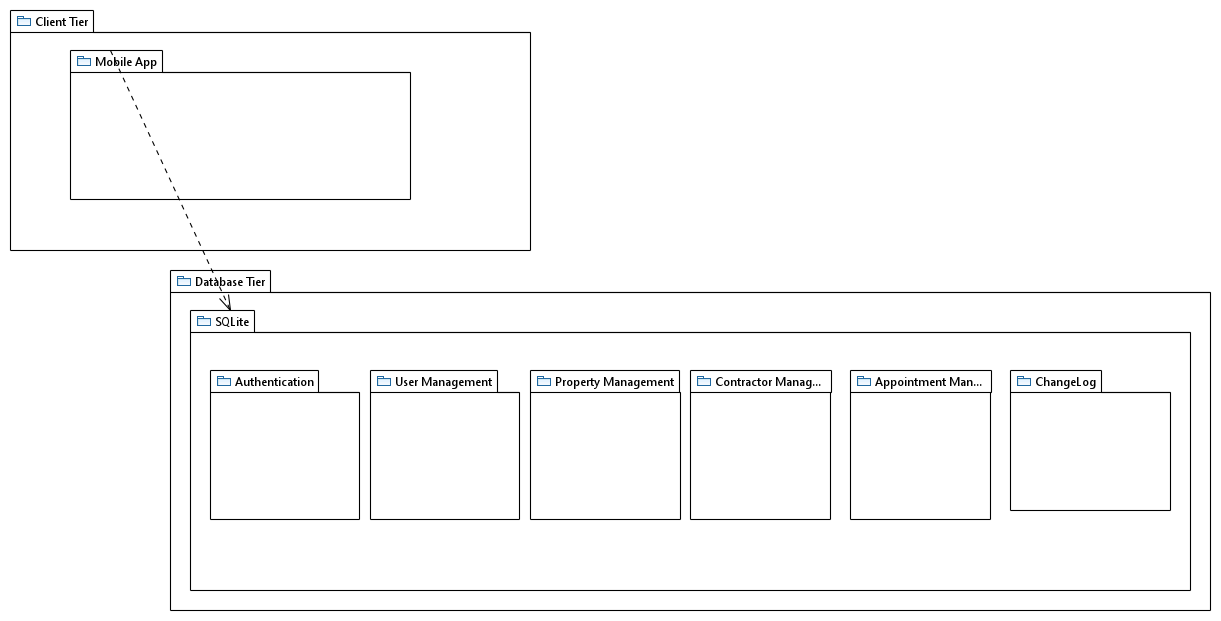 Client Tier
Mobile App
Database Tier
SQLite
Authentication
User Management
Property Management
Contractor Manag...
Appointment Man...
ChangeLog